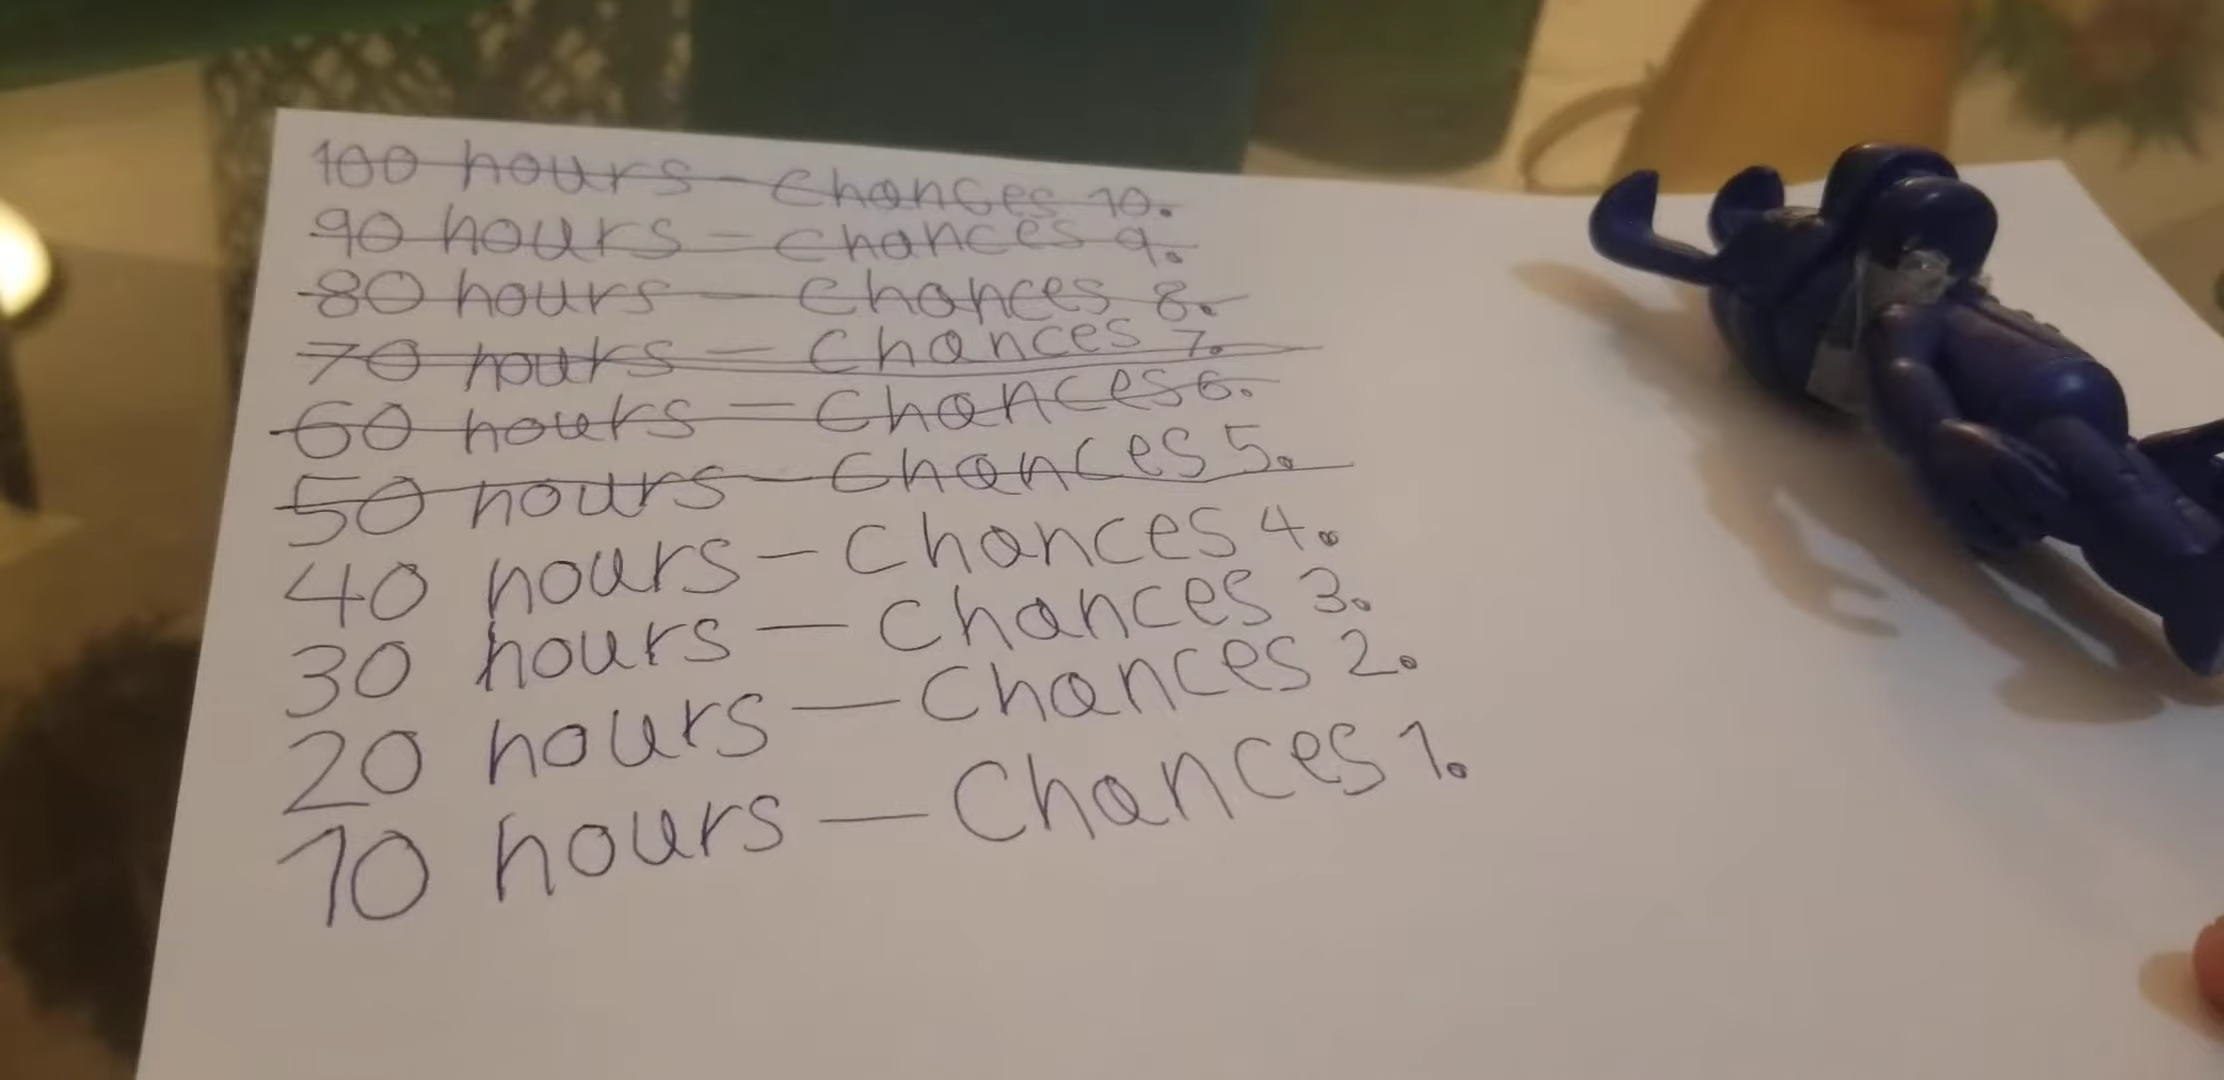 100 hours - Chances 10.
90 hours - Chances 9.
80 hours - Chances 8.
70 hours - Chances 7.
60 hours - Chances 6.
50 hours - Chances 5.
40 hours - Chances 4.
30 hours - Chances 3.
20 hours - Chances 2.
10 hours - Chances 1.